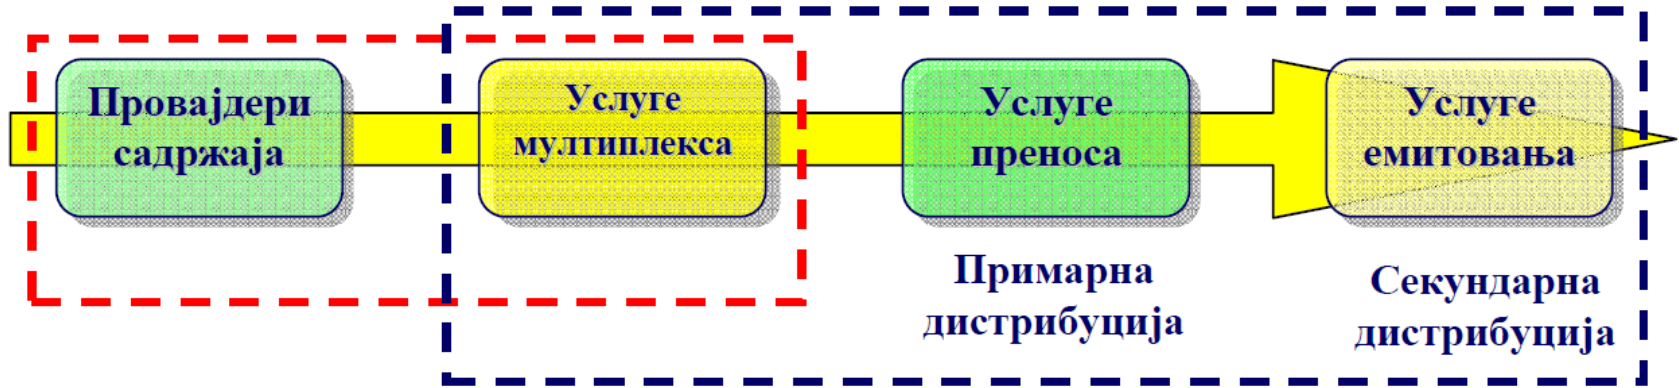 Провајдери
садржаја
Услуге
мултиплекса
Услуге
преноса
Услуге
емитовања
Примарна
дистрибуција
Секундарна
дистрибуција